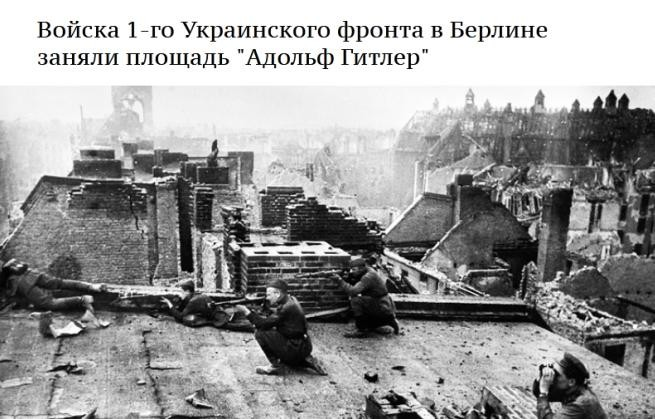 Войска 1-го Украинского фронта в Берлине
заняли площадь "Адольф Гитлер"